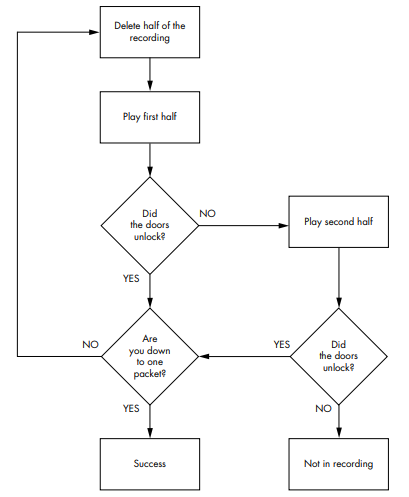 Delete half of the
recording
Play first half
Did
the doors
unlock?
NO
Play second half
YES
Are
you down
to one
packet?
NO
YES
Did
the doors
unlock?
YES
NO
Success
Not in recording